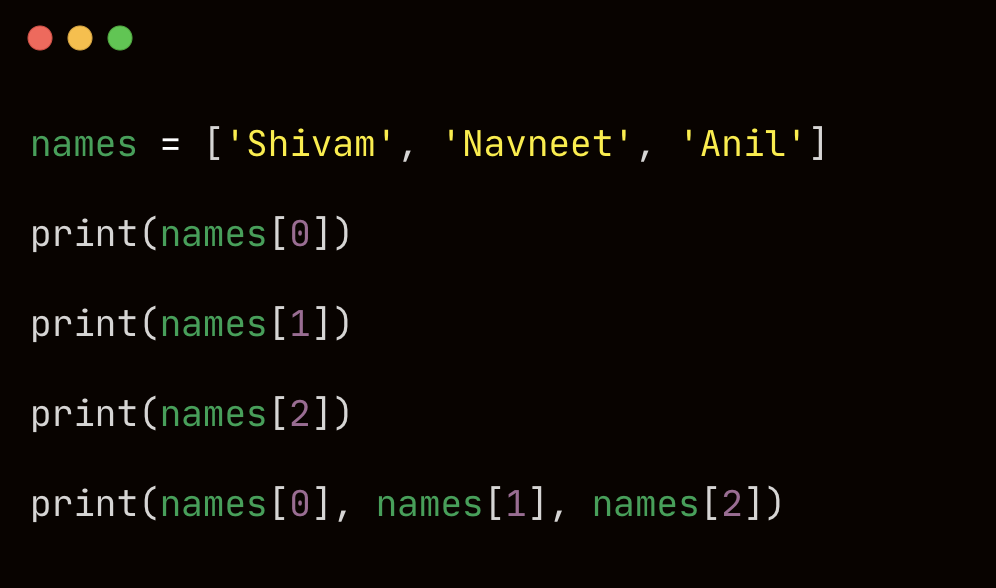 names = ['Shivam', 'Navneet', 'Anil']
print(names[0])
print(names[1])
print(names[2])
print(names[0], names[1], names[2])